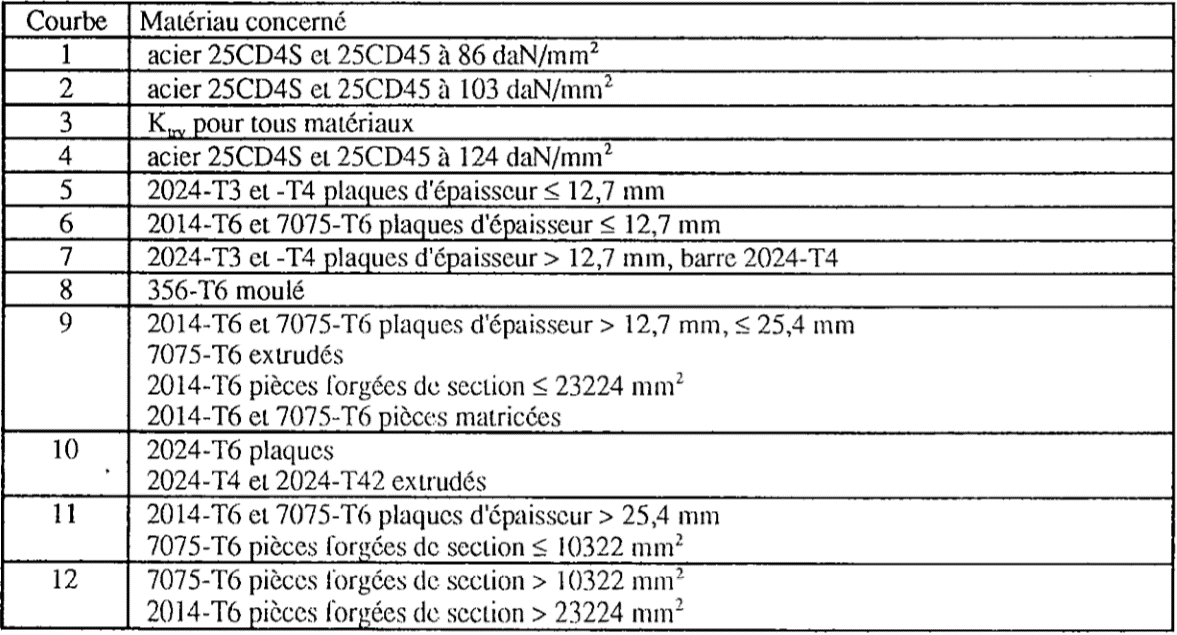 Courbe Matériau concerné
1 acier 25CD4S et 25CD45 à 86 daN/mm²
2 acier 25CD4S et 25CD45 à 103 daN/mm²
3 K_try pour tous matériaux
4 acier 25CD4S et 25CD45 à 124 daN/mm²
5 2024-T3 et -T4 plaques d'épaisseur ≤ 12,7 mm
6 2014-T6 et 7075-T6 plaques d'épaisseur ≤ 12,7 mm
7 2024-T3 et -T4 plaques d'épaisseur > 12,7 mm, barre 2024-T4
8 356-T6 moulé
9 2014-T6 et 7075-T6 plaques d'épaisseur > 12,7 mm, ≤ 25,4 mm
7075-T6 extrudés
2014-T6 pièces forgées de section ≤ 23224 mm²
2014-T6 et 7075-T6 pièces matricées
10 2024-T6 plaques
2024-T4 et 2024-T42 extrudés
11 2014-T6 et 7075-T6 plaques d'épaisseur > 25,4 mm
7075-T6 pièces forgées de section ≤ 10322 mm²
12 7075-T6 pièces forgées de section > 10322 mm²
2014-T6 pièces forgées de section > 23224 mm²